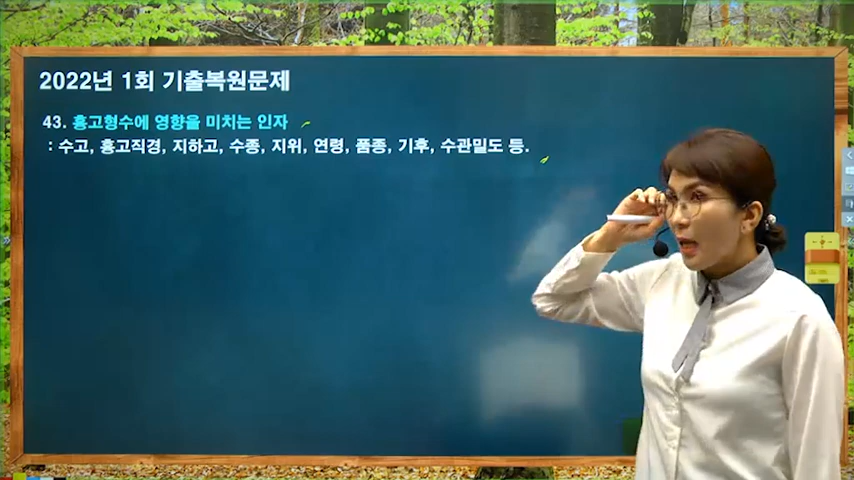 2022년 1회 기출복원문제
43. 흉고형수에 영향을 미치는 인자
: 수고, 흉고직경, 지하고, 수종, 지위, 연령, 품종, 기후, 수관밀도 등.